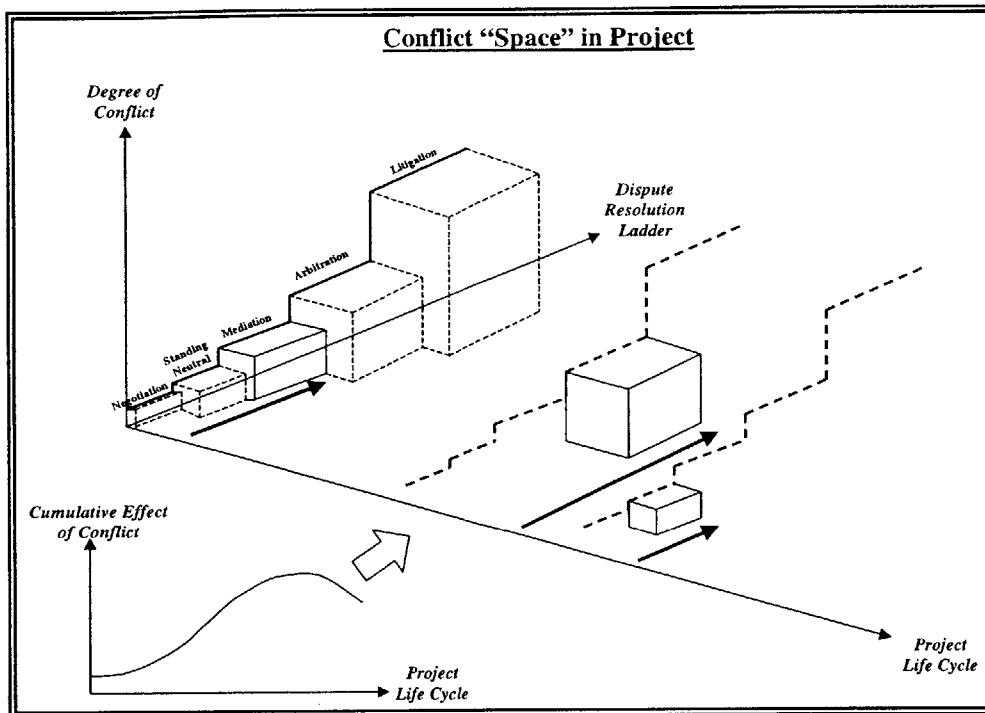 Conflict “Space” in Project
Degree of
Conflict
Litigation
Dispute
Resolution
Ladder
Arbitration
Mediation
Standing
Neutral
Negotiation
Cumulative Effect
of Conflict
Project
Life Cycle
Project
Life Cycle